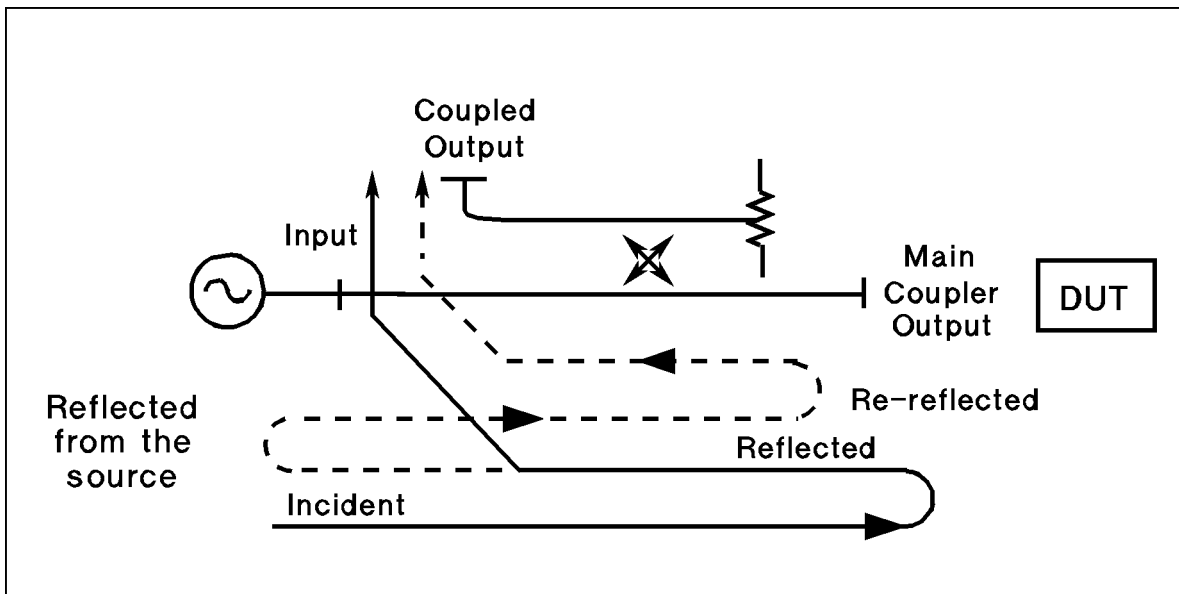 Coupled
Output
Input
Main
Coupler
Output
DUT
Reflected
from the
source
Re-reflected
Reflected
Incident